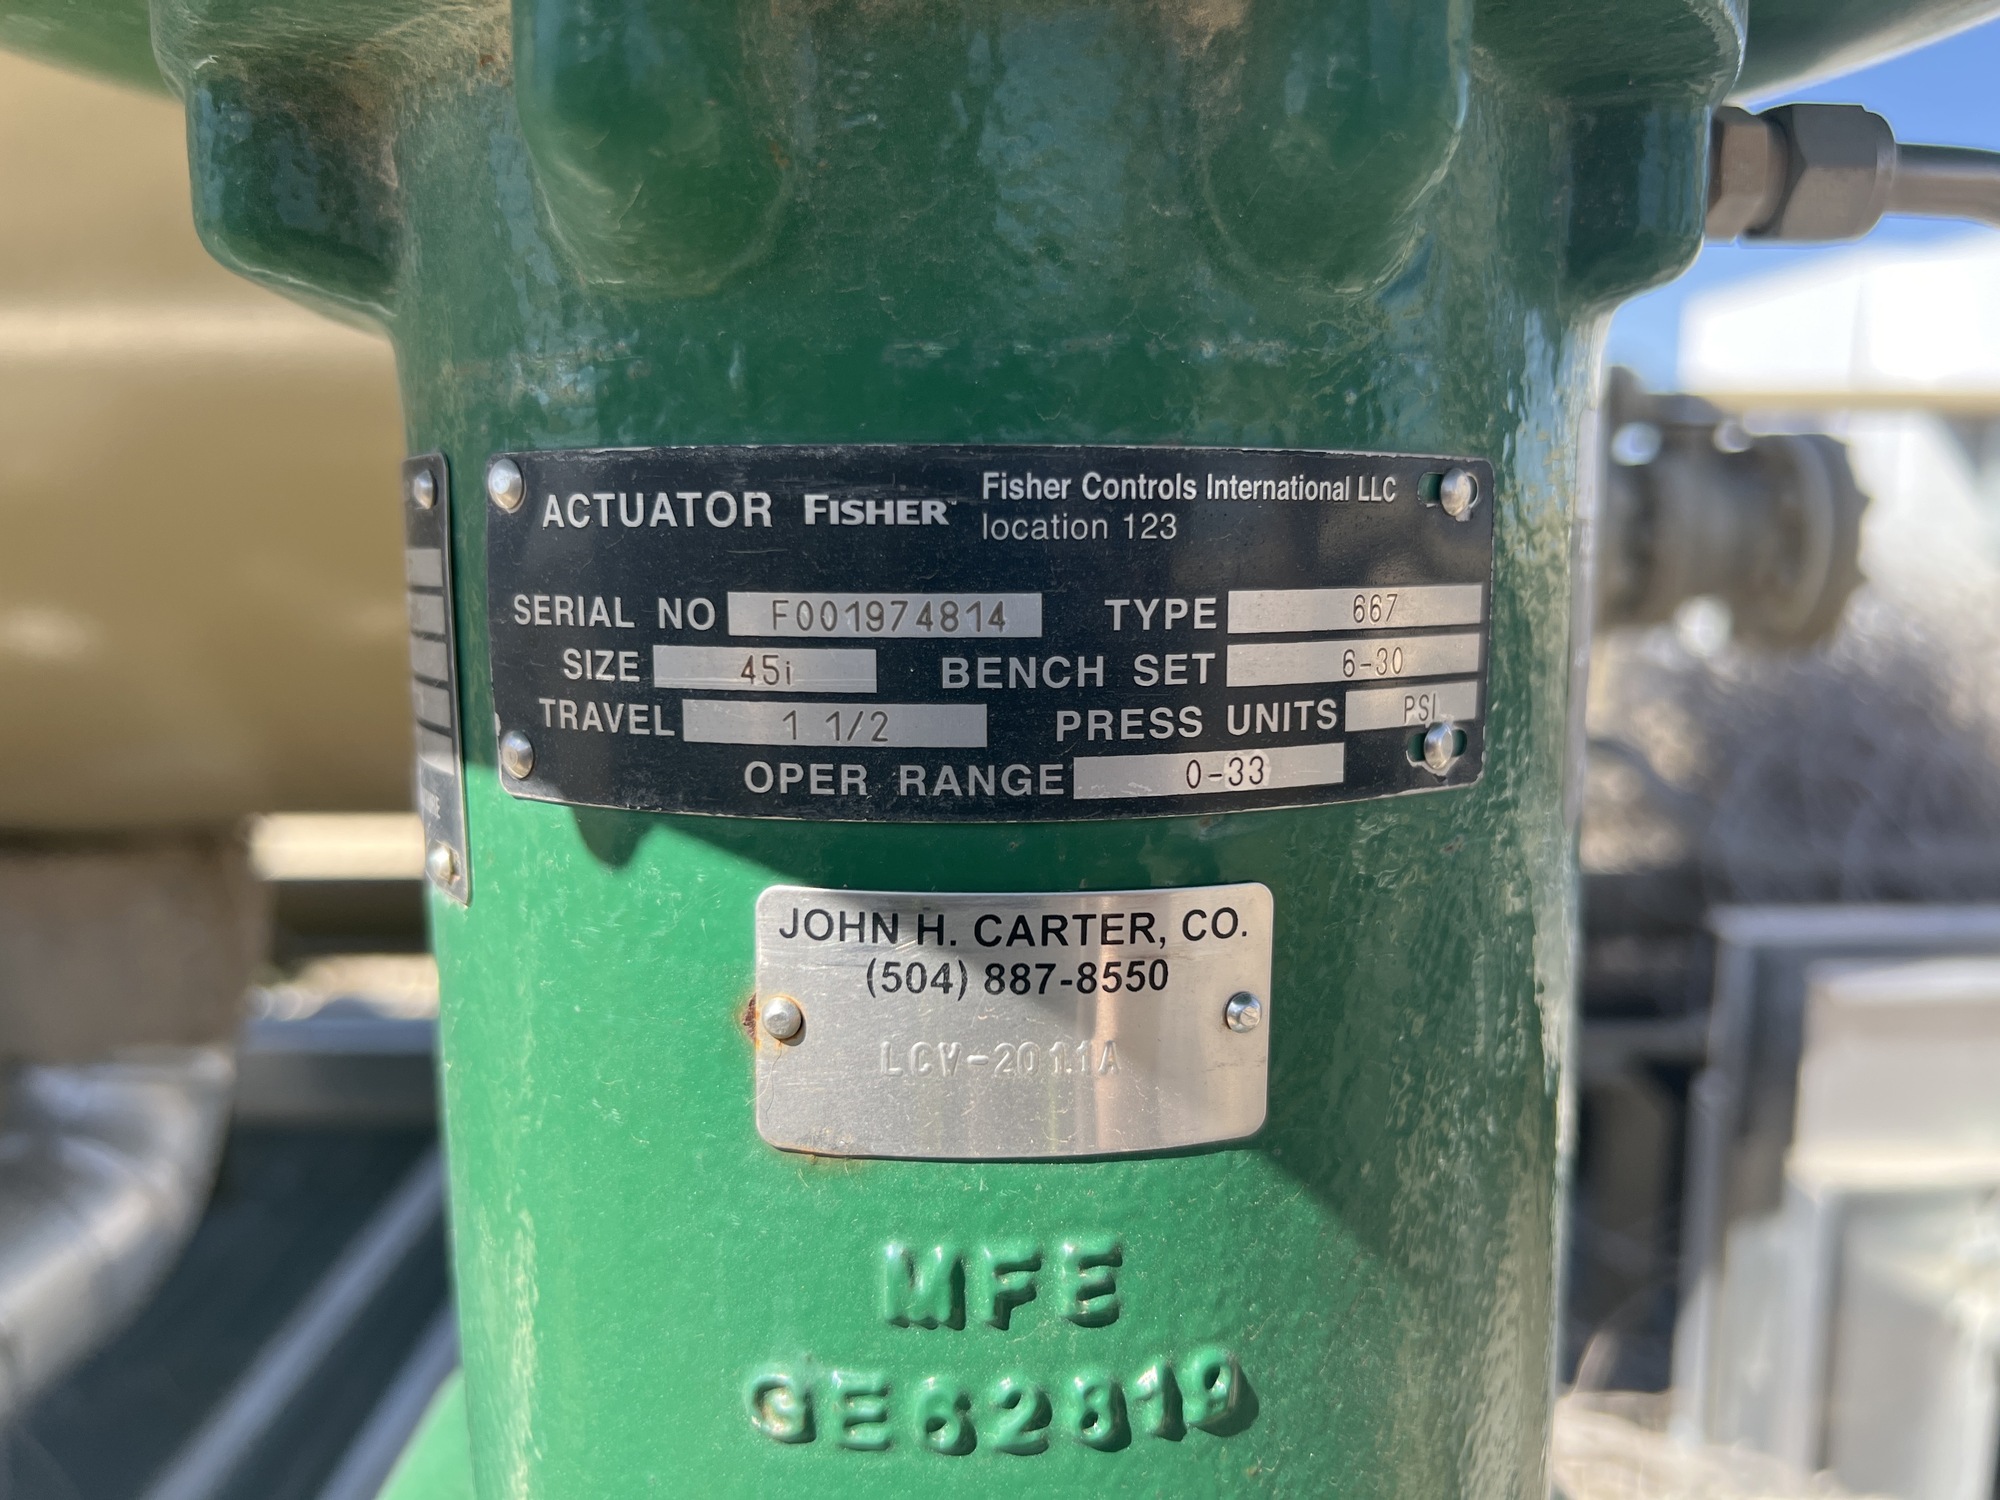 ACTUATOR FISHER Fisher Controls International LLC
location 123
SERIAL NO F001974814 TYPE 667
SIZE 45i BENCH SET 6-30
TRAVEL 1 1/2 PRESS UNITS PSI
OPER RANGE 0-33
JOHN H. CARTER, CO.
(504) 887-8550
LCV-2011A
MFE
GE62819